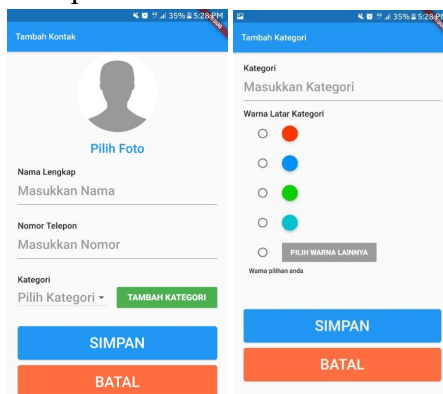 35% 5:28 PM
Tambah Kontak
Pilih Foto
Nama Lengkap
Masukkan Nama
Nomor Telepon
Masukkan Nomor
Kategori
Pilih Kategori
TAMBAH KATEGORI
SIMPAN
BATAL
35% 5:28 PM
Tambah Kategori
Kategori
Masukkan Kategori
Warna Latar Kategori
PILIH WARNA LAINNYA
Warna pilihan anda
SIMPAN
BATAL